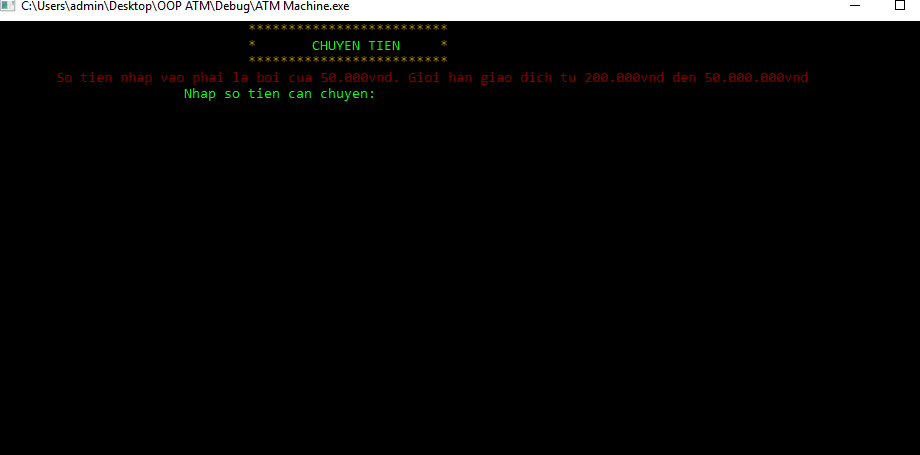 C:\Users\admin\Desktop\OOP ATM\Debug\ATM Machine.exe
*************************
* CHUYEN TIEN *
*************************
So tien nhap vao phai la boi cua 50.000vnd. Gioi han giao dich tu 200.000vnd den 50.000.000vnd
Nhap so tien can chuyen: